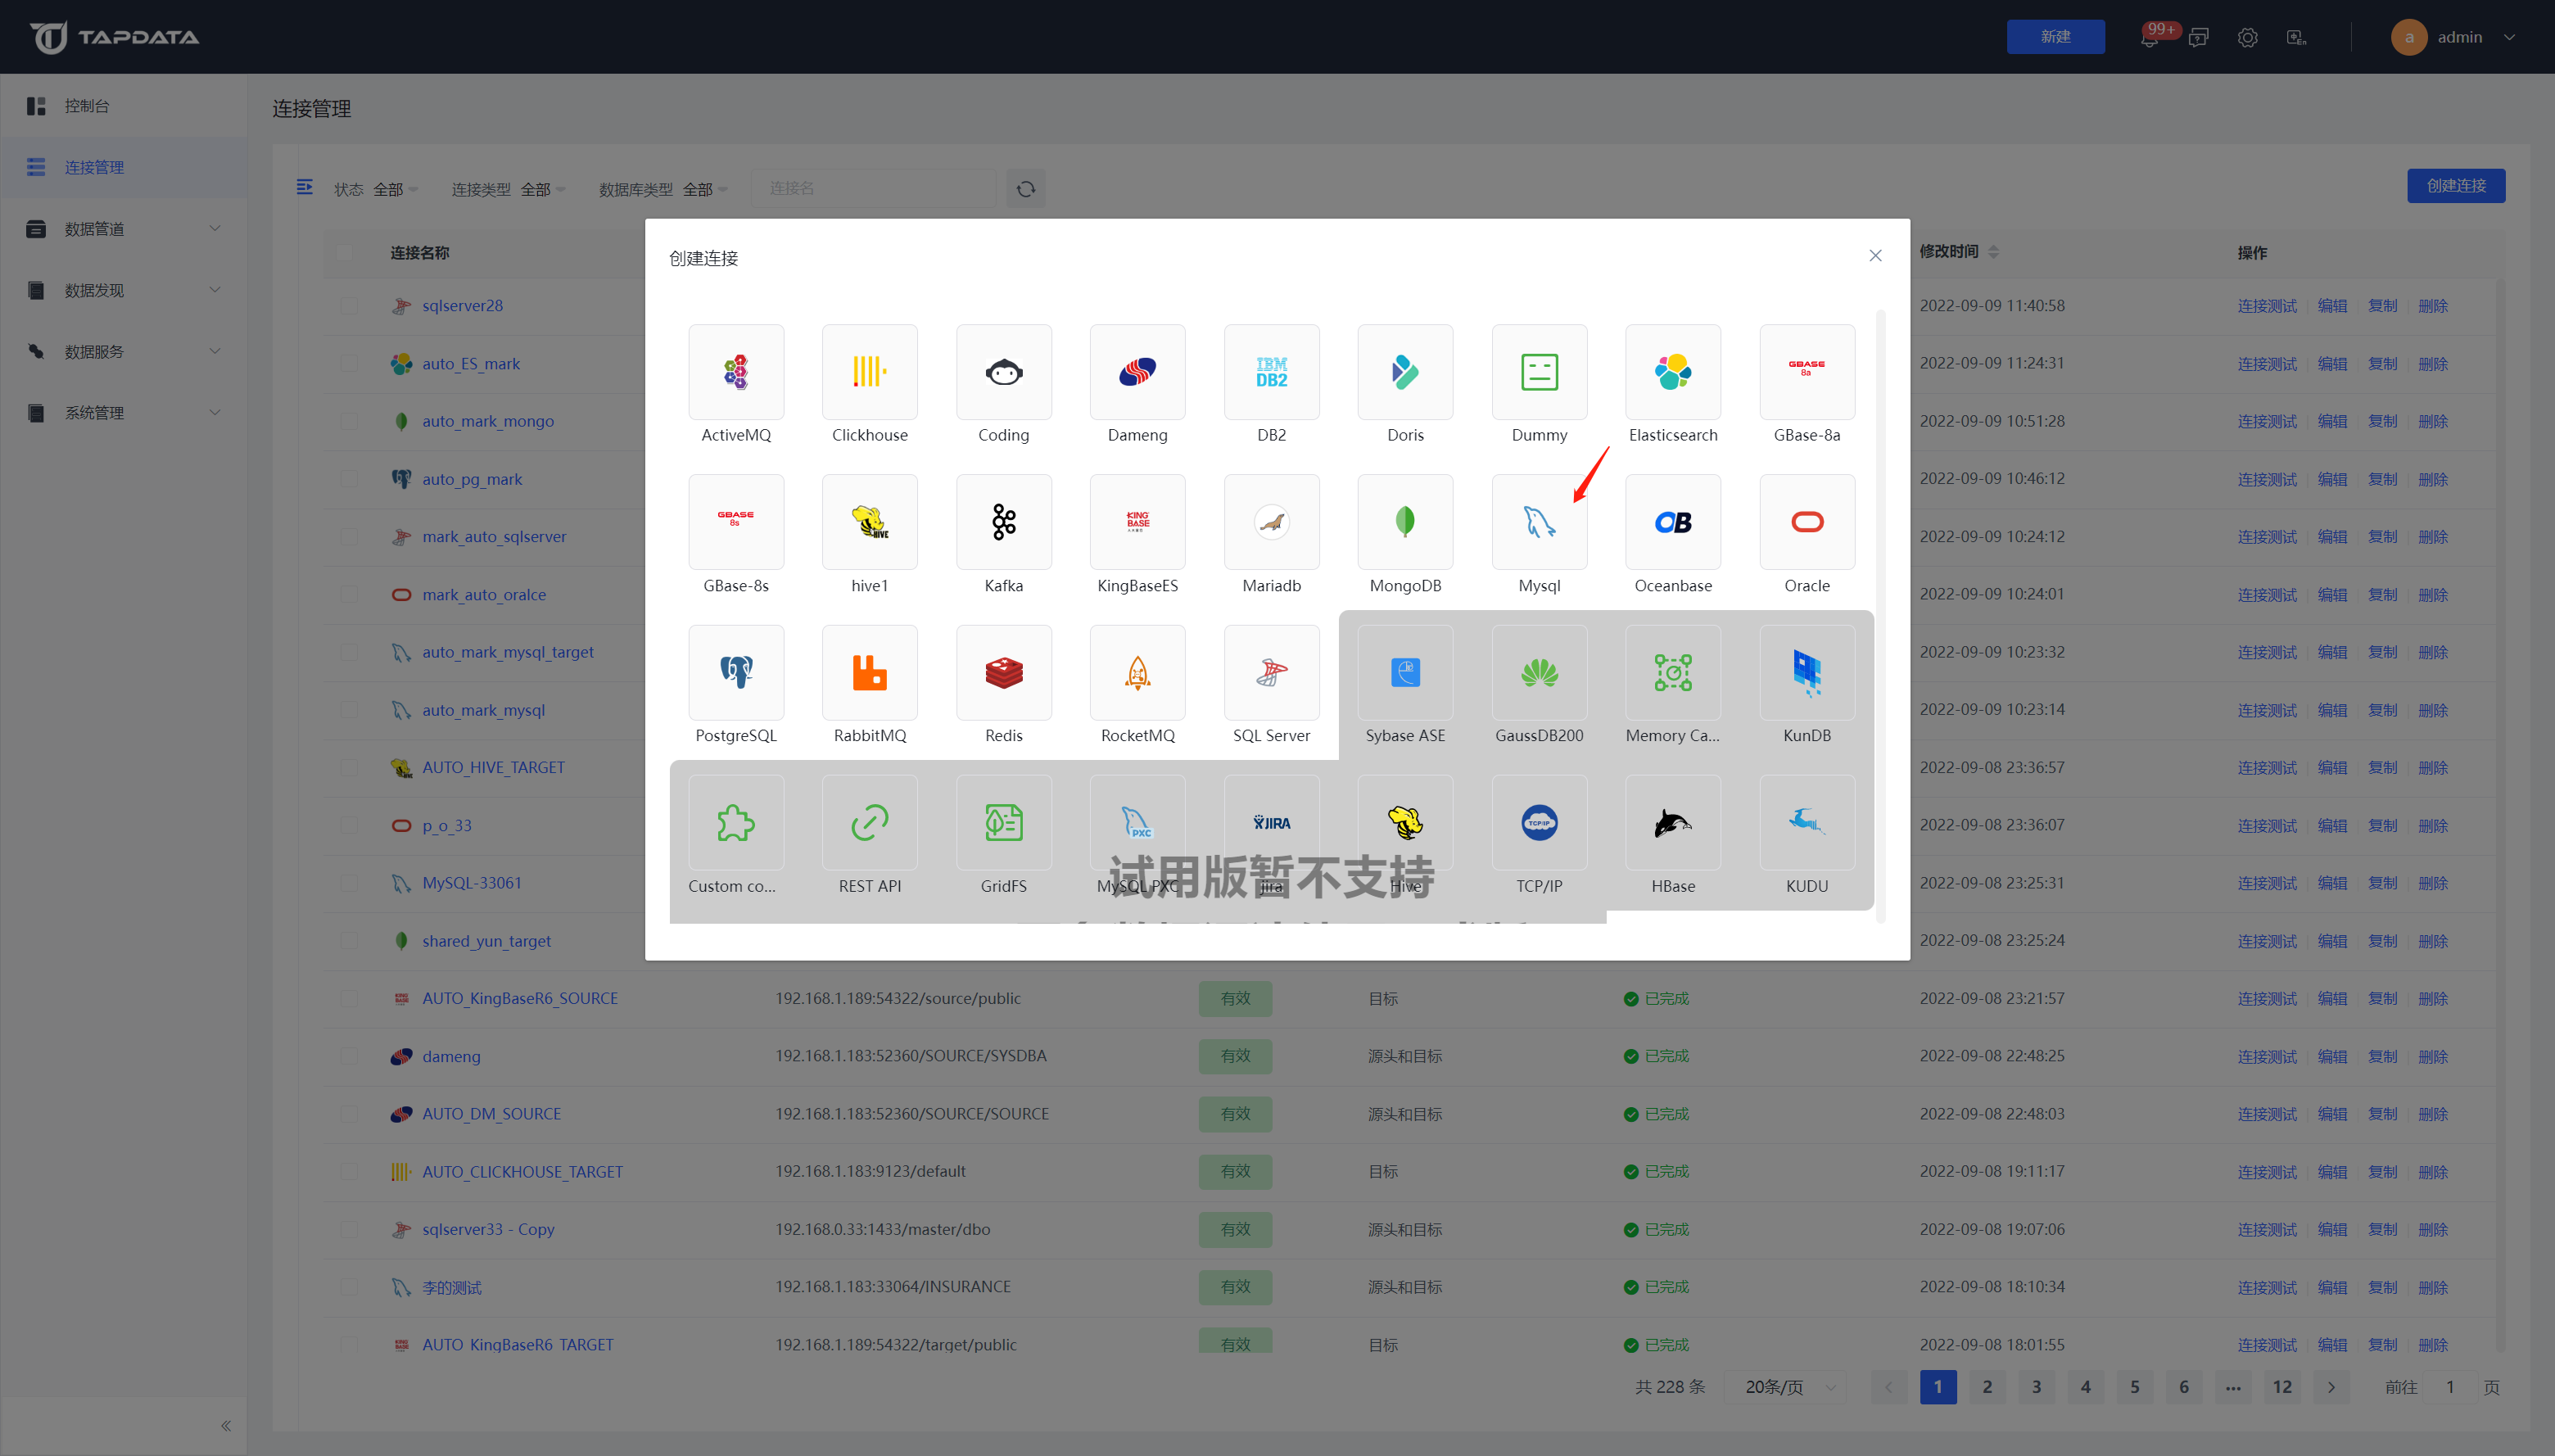 TAPDATA
新建
99+
a
admin
控制台
连接管理
数据管道
数据发现
数据服务
系统管理
连接管理
状态 全部
连接类型 全部
数据库类型 全部
连接名
创建连接
连接名称
修改时间
操作
sqlserver28
2022-09-09 11:40:58
连接测试 编辑 复制 删除
auto_ES_mark
2022-09-09 11:24:31
连接测试 编辑 复制 删除
auto_mark_mongo
2022-09-09 10:51:28
连接测试 编辑 复制 删除
auto_pg_mark
2022-09-09 10:46:12
连接测试 编辑 复制 删除
mark_auto_sqlserver
2022-09-09 10:24:12
连接测试 编辑 复制 删除
mark_auto_oralce
2022-09-09 10:24:01
连接测试 编辑 复制 删除
auto_mark_mysql_target
2022-09-09 10:23:32
连接测试 编辑 复制 删除
auto_mark_mysql
2022-09-09 10:23:14
连接测试 编辑 复制 删除
AUTO_HIVE_TARGET
2022-09-08 23:36:57
连接测试 编辑 复制 删除
p_o_33
2022-09-08 23:36:07
连接测试 编辑 复制 删除
MySQL-33061
2022-09-08 23:25:31
连接测试 编辑 复制 删除
shared_yun_target
2022-09-08 23:25:24
连接测试 编辑 复制 删除
AUTO_KingBaseR6_SOURCE 192.168.1.189:54322/source/public 有效 目标 已完成 2022-09-08 23:21:57 连接测试 编辑 复制 删除
dameng 192.168.1.183:52360/SOURCE/SYSDBA 有效 源头和目标 已完成 2022-09-08 22:48:25 连接测试 编辑 复制 删除
AUTO_DM_SOURCE 192.168.1.183:52360/SOURCE/SOURCE 有效 源头和目标 已完成 2022-09-08 22:48:03 连接测试 编辑 复制 删除
AUTO_CLICKHOUSE_TARGET 192.168.1.183:9123/default 有效 目标 已完成 2022-09-08 19:11:17 连接测试 编辑 复制 删除
sqlserver33 - Copy 192.168.0.33:1433/master/dbo 有效 源头和目标 已完成 2022-09-08 19:07:06 连接测试 编辑 复制 删除
李的测试 192.168.1.183:33064/INSURANCE 有效 源头和目标 已完成 2022-09-08 18:10:34 连接测试 编辑 复制 删除
AUTO_KingBaseR6_TARGET 192.168.1.189:54322/target/public 有效 目标 已完成 2022-09-08 18:01:55 连接测试 编辑 复制 删除
共 228 条 20条/页 1 2 3 4 5 6 ••• 12 前往 1 页
创建连接
IBM
DB2
GBASE
8a
ActiveMQ Clickhouse Coding Dameng DB2 Doris Dummy Elasticsearch GBase-8a
GBASE
8s
HIVE
KING
BASE
OB
GBase-8s hive1 Kafka KingBaseES Mariadb MongoDB Mysql Oceanbase Oracle
PostgreSQL RabbitMQ Redis RocketMQ SQL Server Sybase ASE GaussDB200 Memory Ca... KunDB
PXC
JIRA
TCP/IP
Custom co... REST API GridFS MySQL PXC jira Hive TCP/IP HBase KUDU
试用版暂不支持